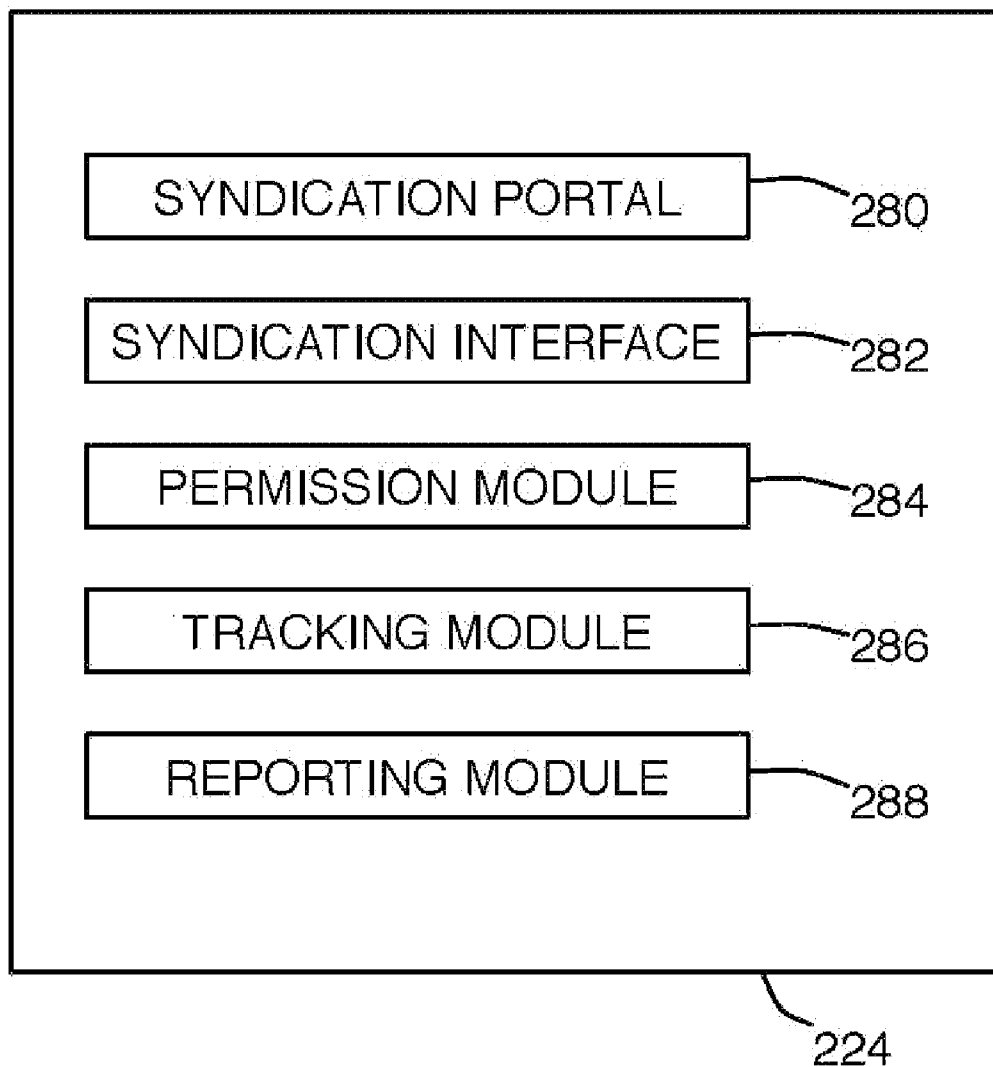 SYNDICATION PORTAL
280
SYNDICATION INTERFACE
282
PERMISSION MODULE
284
TRACKING MODULE
286
REPORTING MODULE
288
224